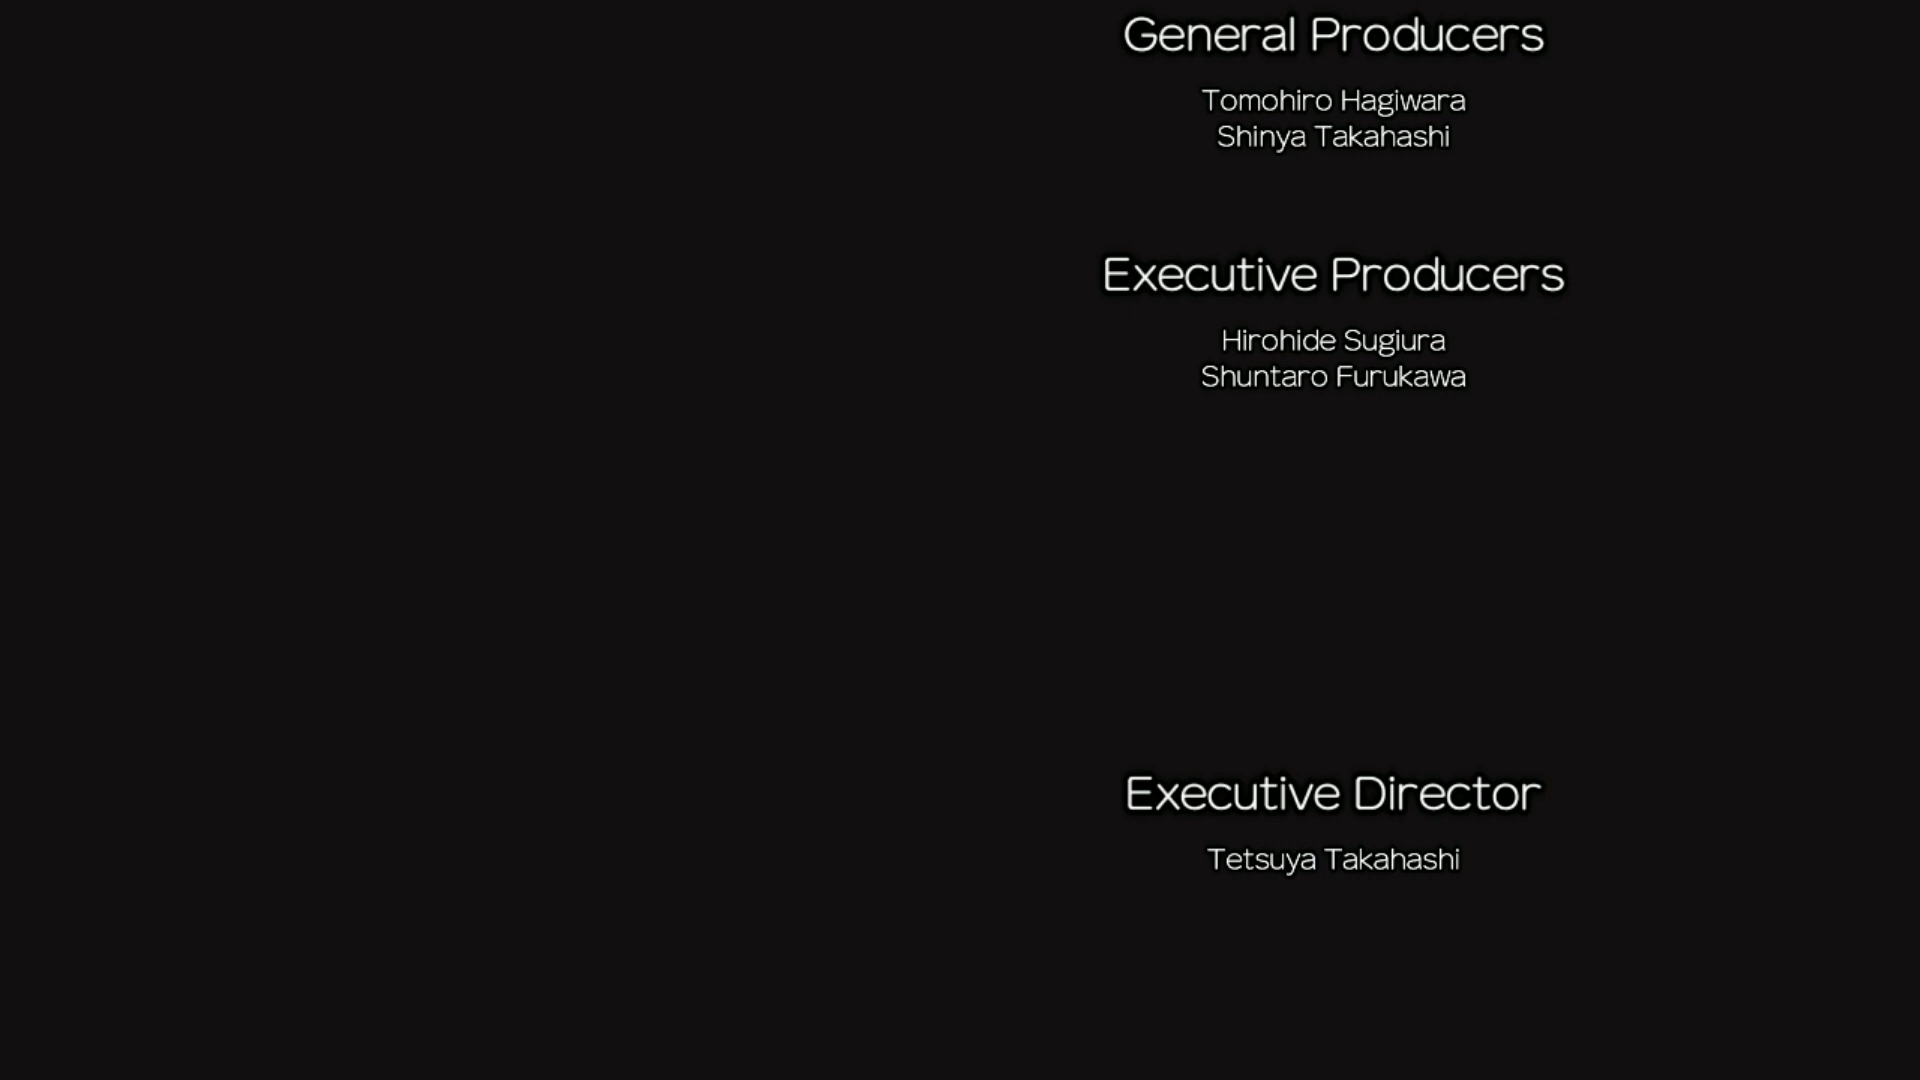 General Producers
Tomohiro Hagiwara
Shinya Takahashi
Executive Producers
Hirohide Sugiura
Shuntaro Furukawa
Executive Director
Tetsuya Takahashi